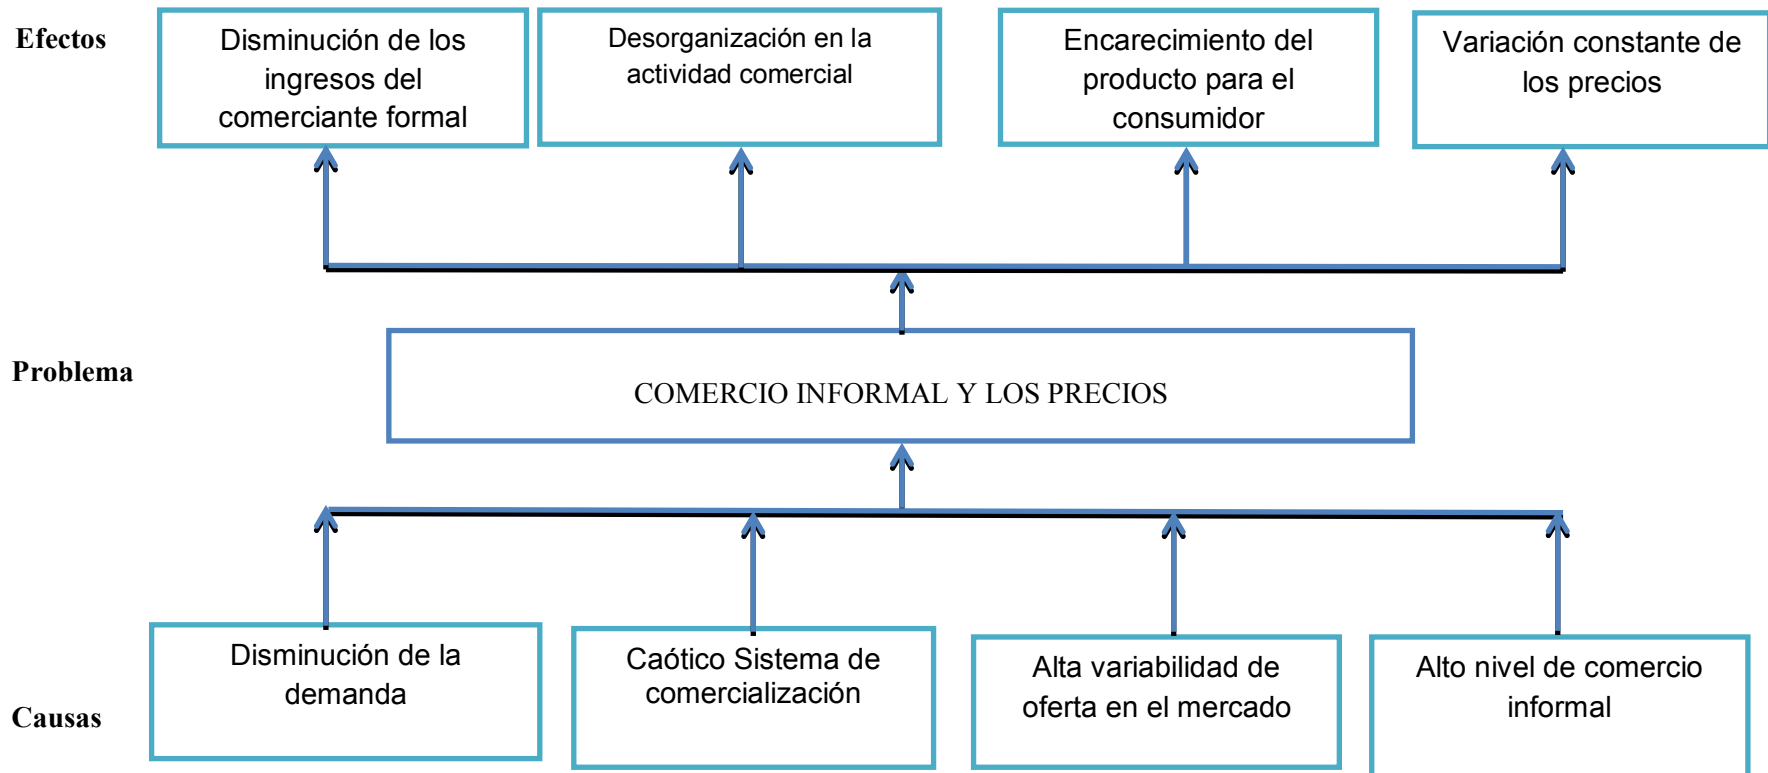 Efectos
Disminución de los
ingresos del
comerciante formal
Desorganización en la
actividad comercial
Encarecimiento del
producto para el
consumidor
Variación constante de
los precios
Problema
COMERCIO INFORMAL Y LOS PRECIOS
Causas
Disminución de la
demanda
Caótico Sistema de
comercialización
Alta variabilidad de
oferta en el mercado
Alto nivel de comercio
informal